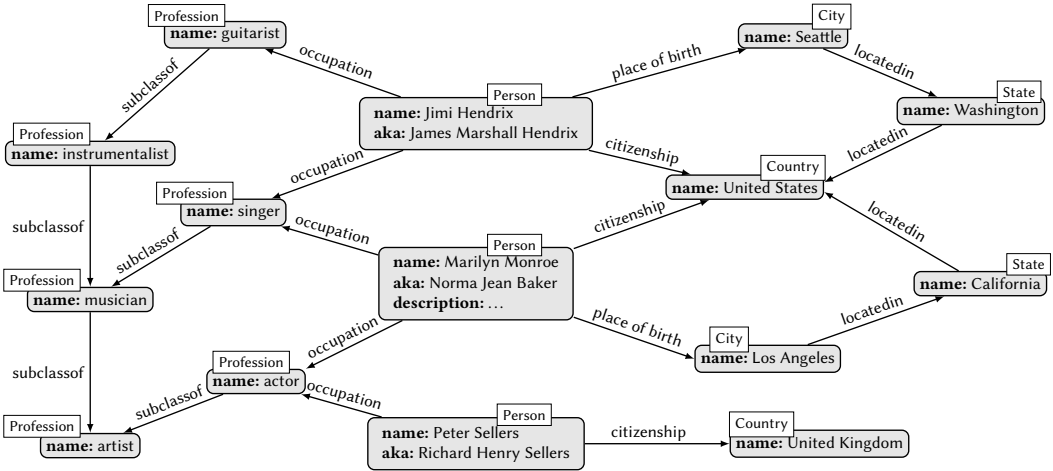 Profession
name: guitarist
City
name: Seattle
occupation
place of birth
locatedin
subclassof
Person
name: Jimi Hendrix
aka: James Marshall Hendrix
State
name: Washington
Profession
name: instrumentalist
occupation
citizenship
locatedin
Country
name: United States
Profession
name: singer
subclassof
subclassof
occupation
citizenship
locatedin
Person
name: Marilyn Monroe
aka: Norma Jean Baker
description: ...
State
name: California
Profession
name: musician
place of birth
locatedin
occupation
City
name: Los Angeles
subclassof
Profession
name: actor
subclassof
occupation
Profession
name: artist
Person
name: Peter Sellers
aka: Richard Henry Sellers
citizenship
Country
name: United Kingdom